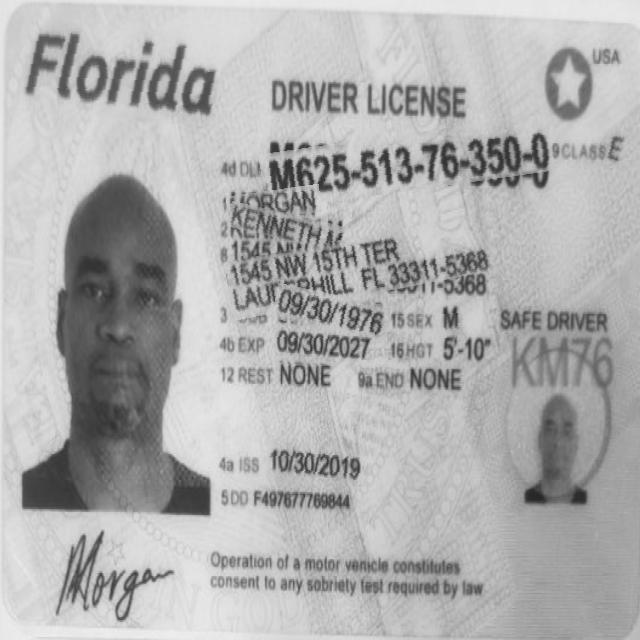 Florida
USA
DRIVER LICENSE
4d DL# M625-513-76-350-0 9 CLASS E
1 MORGAN
2 KENNETH M
8 1545 NW
1545 NW 15TH TER
FL 33311-5368
3 DOB 09/30/1976 15 SEX M
SAFE DRIVER
4b EXP 09/30/2027 16 HGT 5'-10"
KM76
12 REST NONE 9a END NONE
4a ISS 10/30/2019
5 DD F497677769844
Morgan
Operation of a motor vehicle constitutes
consent to any sobriety test required by law